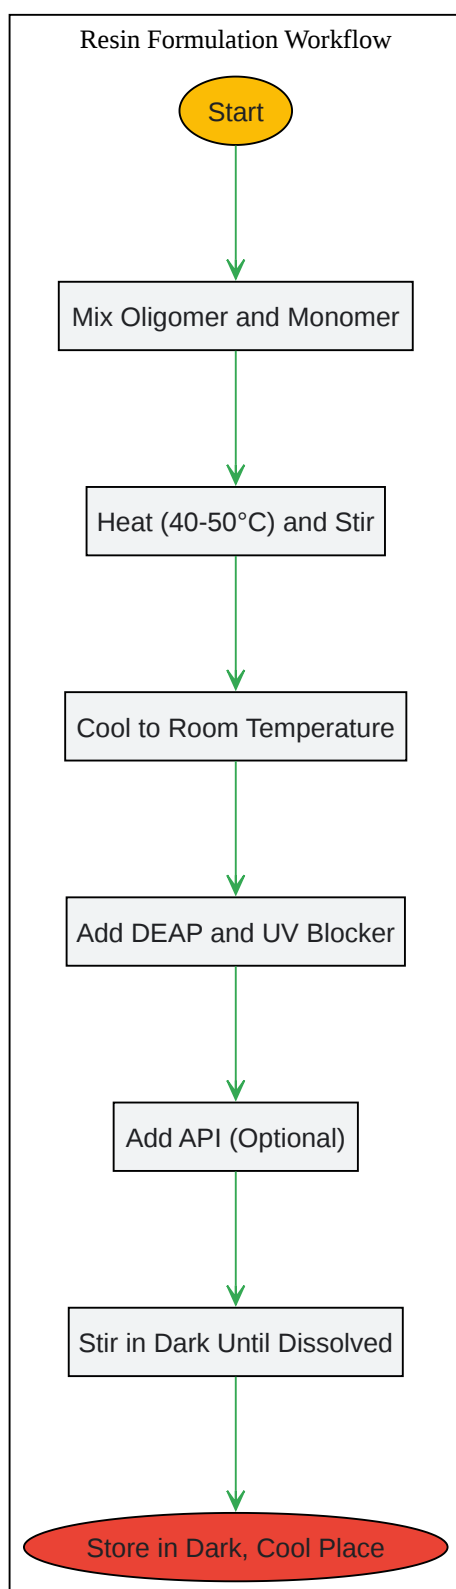 Resin Formulation Workflow
Start
Mix Oligomer and Monomer
Heat (40-50°C) and Stir
Cool to Room Temperature
Add DEAP and UV Blocker
Add API (Optional)
Stir in Dark Until Dissolved
Store in Dark, Cool Place